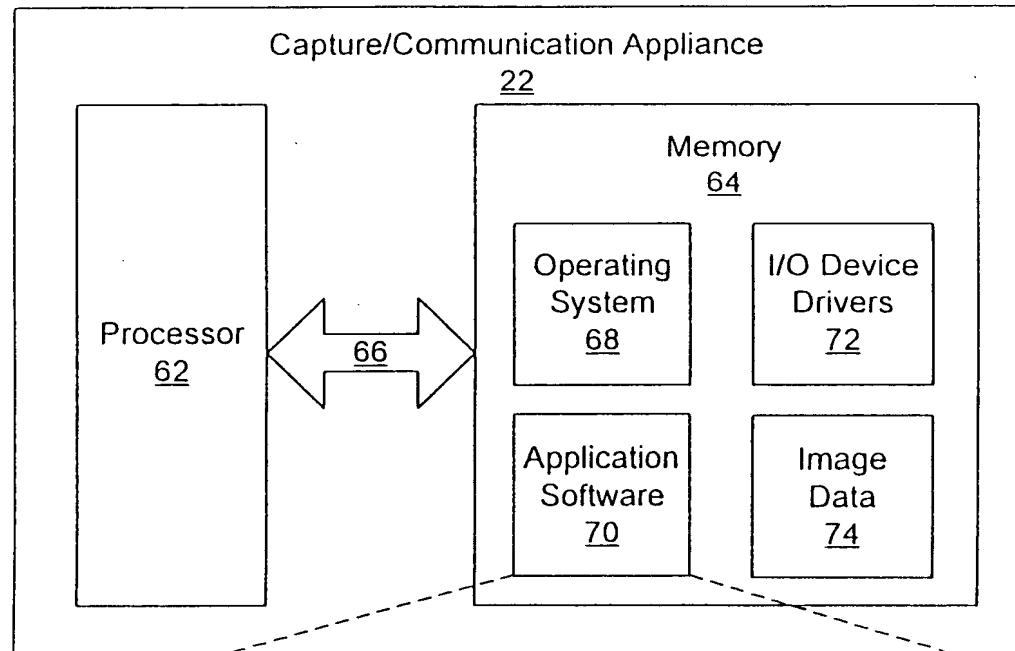 Capture/Communication Appliance
22
Processor
62
66
Memory
64
Operating
System
68
I/O Device
Drivers
72
Application
Software
70
Image
Data
74